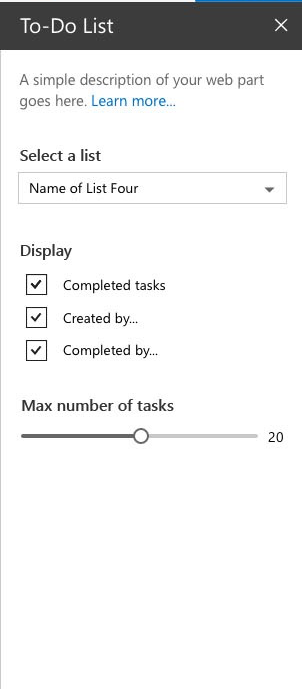 To-Do List
A simple description of your web part
goes here. Learn more...
Select a list
Name of List Four
Display
Completed tasks
Created by...
Completed by...
Max number of tasks
20